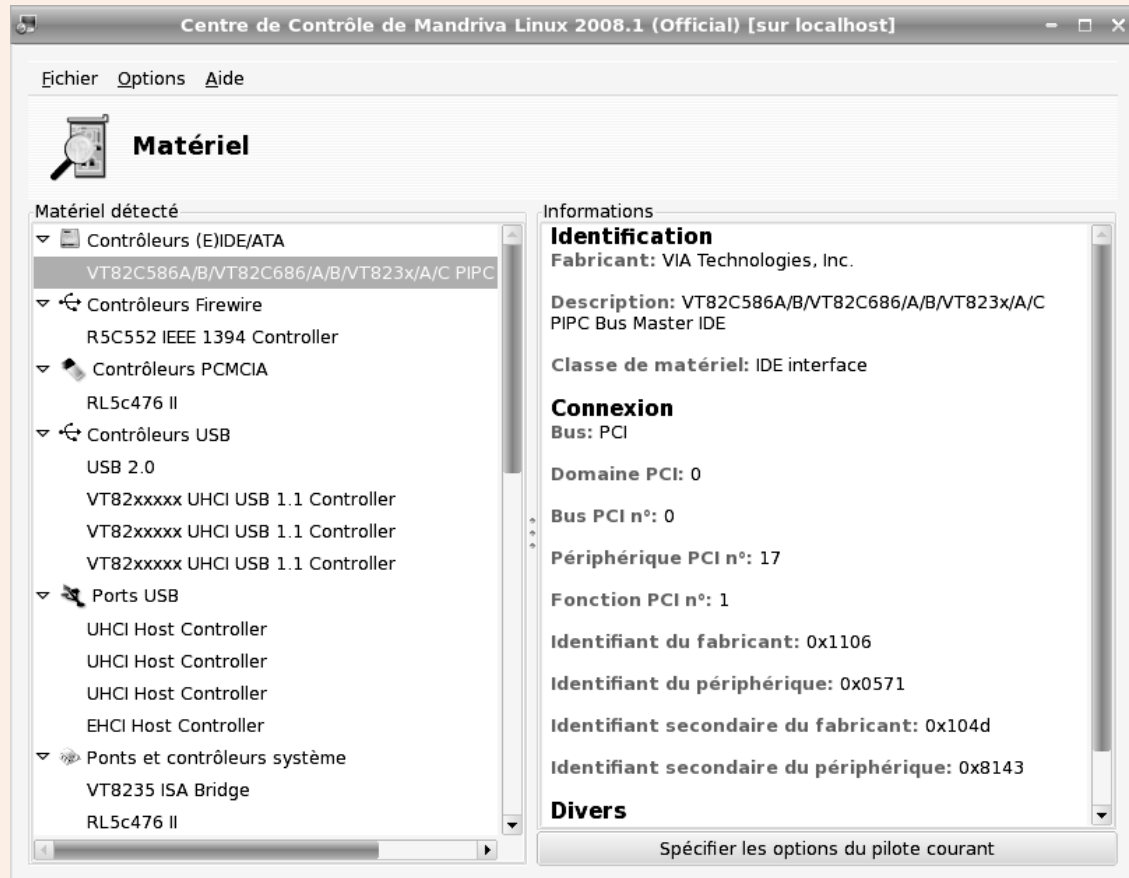 Centre de Contrôle de Mandriva Linux 2008.1 (Official) [sur localhost]
Fichier Options Aide
Matériel
Matériel détecté
Contrôleurs (E)IDE/ATA
VT82C586A/B/VT82C686/A/B/VT823x/A/C PIPC
Contrôleurs Firewire
R5C552 IEEE 1394 Controller
Contrôleurs PCMCIA
RL5c476 II
Contrôleurs USB
USB 2.0
VT82xxxxx UHCI USB 1.1 Controller
VT82xxxxx UHCI USB 1.1 Controller
VT82xxxxx UHCI USB 1.1 Controller
Ports USB
UHCI Host Controller
UHCI Host Controller
UHCI Host Controller
EHCI Host Controller
Ponts et contrôleurs système
VT8235 ISA Bridge
RL5c476 II
Informations
Identification
Fabricant: VIA Technologies, Inc.
Description: VT82C586A/B/VT82C686/A/B/VT823x/A/C
PIPC Bus Master IDE
Classe de matériel: IDE interface
Connexion
Bus: PCI
Domaine PCI: 0
Bus PCI nº: 0
Périphérique PCI nº: 17
Fonction PCI nº: 1
Identifiant du fabricant: 0x1106
Identifiant du périphérique: 0x0571
Identifiant secondaire du fabricant: 0x104d
Identifiant secondaire du périphérique: 0x8143
Divers
Spécifier les options du pilote courant